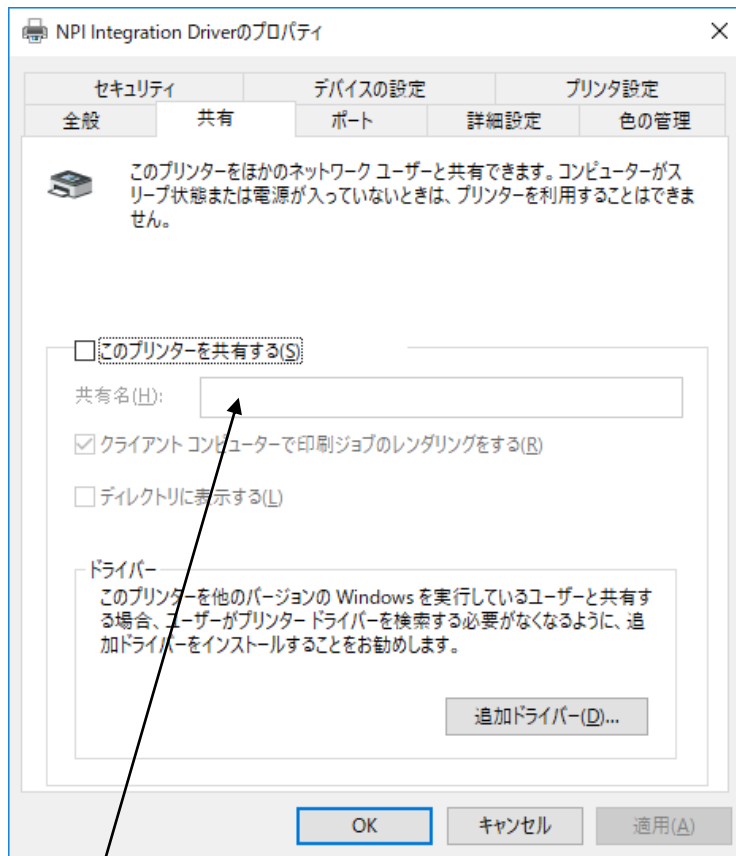 NPI Integration Driverのプロパティ
セキュリティ デバイスの設定 プリンタ設定
全般 共有 ポート 詳細設定 色の管理
このプリンターをほかのネットワーク ユーザーと共有できます。コンピューターがス
リープ状態または電源が入っていないときは、プリンターを利用することはできま
せん。
このプリンターを共有する(S)
共有名(H):
クライアント コンピューターで印刷ジョブのレンダリングをする(R)
ディレクトリに表示する(L)
ドライバー
このプリンターを他のバージョンの Windows を実行しているユーザーと共有す
る場合、ユーザーがプリンター ドライバーを検索する必要がなくなるように、追
加ドライバーをインストールすることをお勧めします。
追加ドライバー(D)...
OK キャンセル 適用(A)